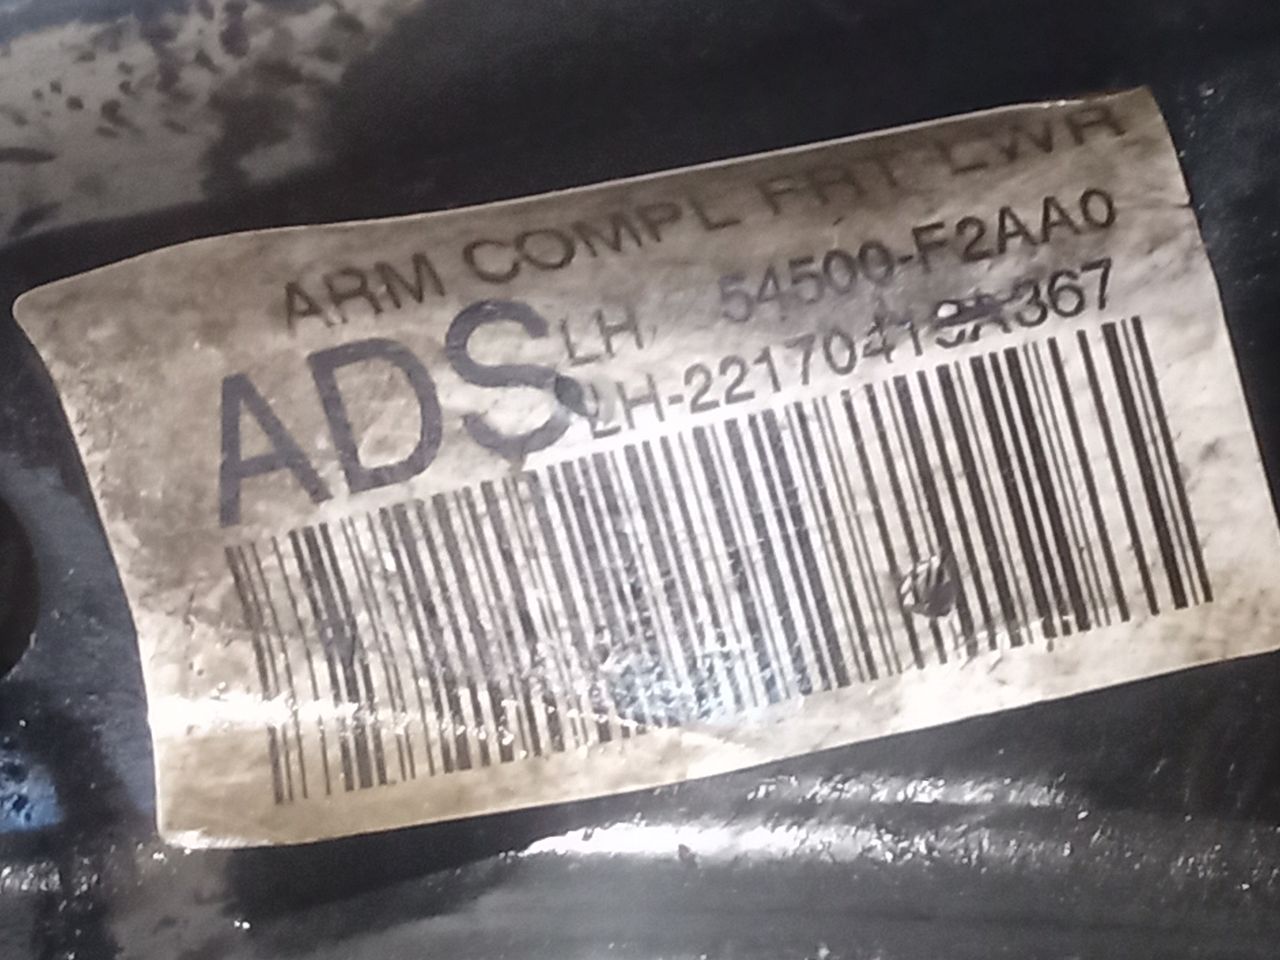 ARM COMPL FRT LWR
ADS
LH, 54500-F2AA0